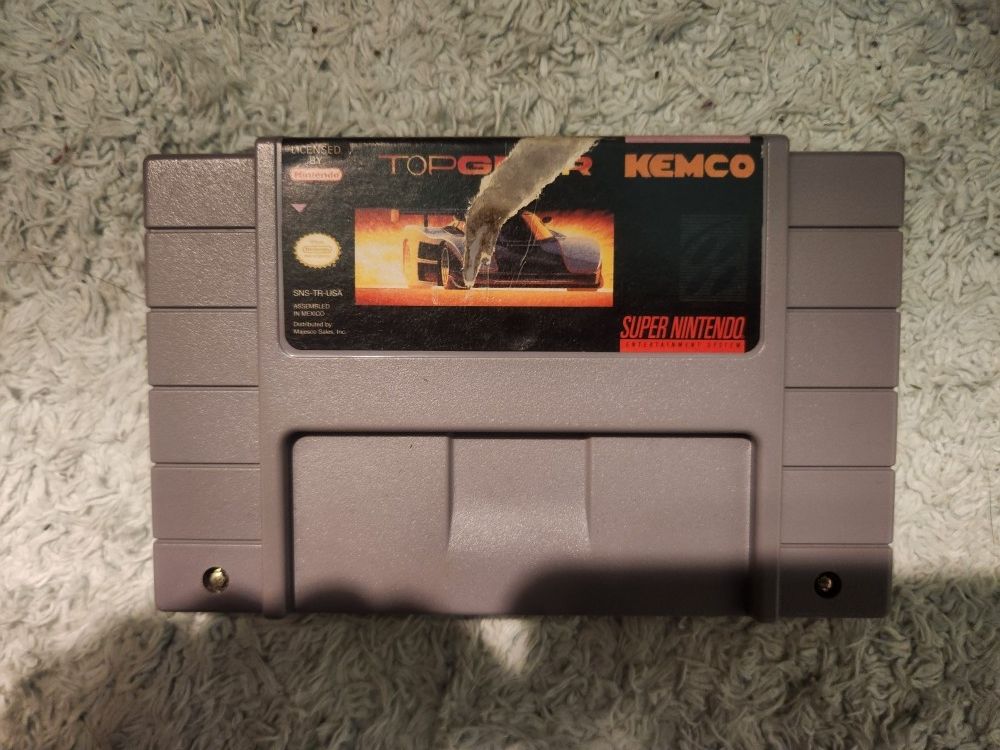 LICENSED
BY
Nintendo
TOPG R
KEMCO
Nintendo
SNS-TR-USA
ASSEMBLED
IN MEXICO
Distributed by
Majesco Sales, Inc.
SUPER NINTENDO
ENTERTAINMENT SYSTEM